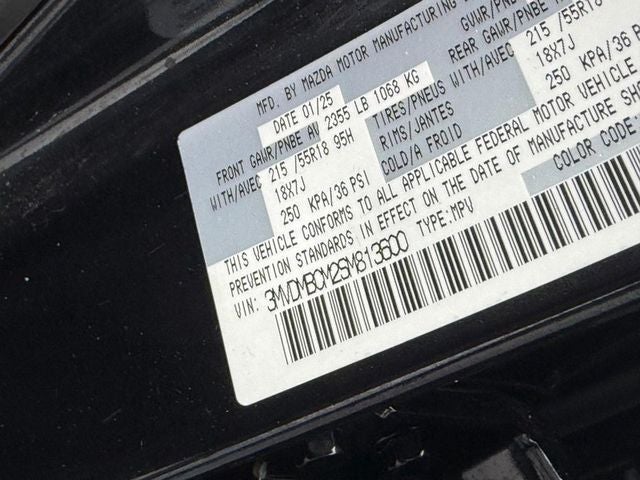 MFD. BY MAZDA MOTOR MANUFACTURING
DATE 01/25 GVWR/PNBV
FRONT GAWR/PNBE AV 2355 LB 1068 KG REAR GAWR/PNBE
WITH/AVEC 215 /55R18 95H TIRES/PNEUS WITH/AVEC 215 /55R18
18X7J RIMS/JANTES 18X7J
250 KPA/36 PSI COLD/A FROID 250 KPA/36
THIS VEHICLE CONFORMS TO ALL APPLICABLE FEDERAL MOTOR VEHICLE
PREVENTION STANDARDS IN EFFECT ON THE DATE OF MANUFACTURE SH
VIN: 3MVDMBCM2SM813600 TYPE: MPV COLOR CODE